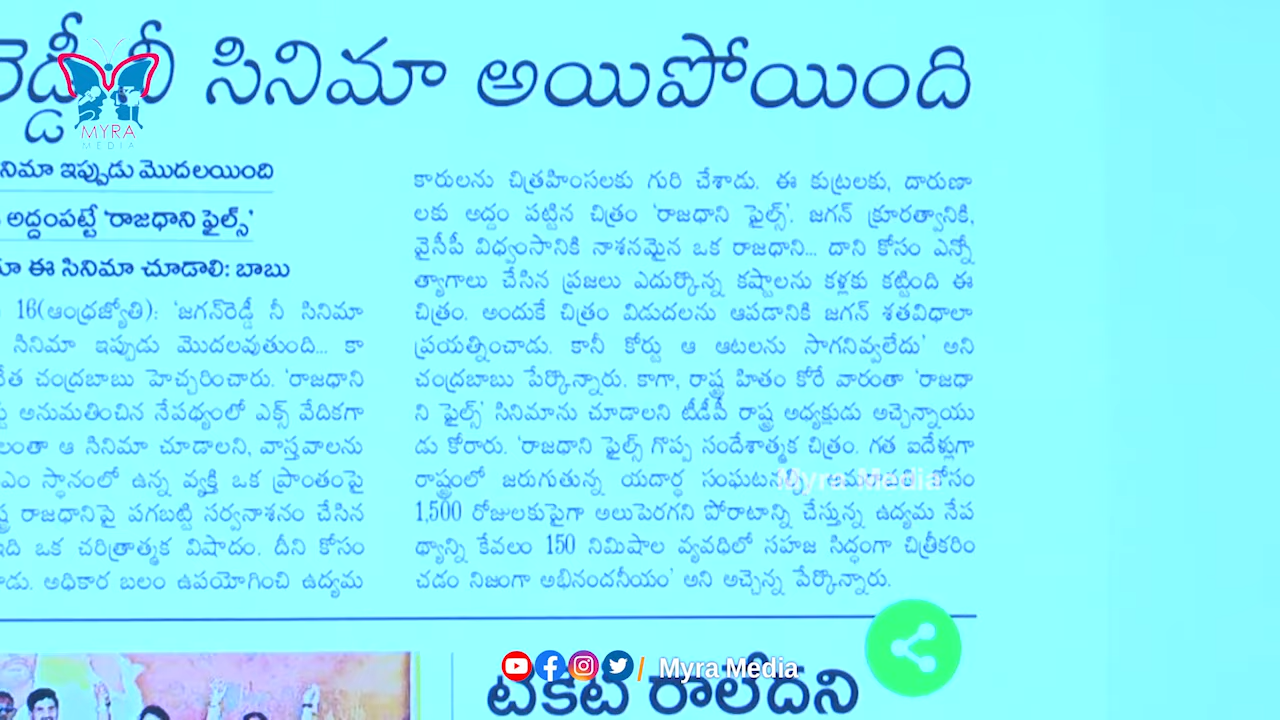 MYRA
MEDIA
నీ సినిమా అయిపోయింది
ఇప్పుడు మొదలయింది
అద్దంపట్టే 'రాజధాని ఫైల్స్'
ఈ సినిమా చూడాలి: బాబు
16(ఆంధ్రజ్యోతి): 'జగన్‌రెడ్డీ నీ సినిమా
సినిమా ఇప్పుడు మొదలవుతుంది... కా
చంద్రబాబు హెచ్చరించారు. 'రాజధాని
అనుమతించిన నేపథ్యంలో ఎక్స్ వేదికగా
ఆ సినిమా చూడాలని, వాస్తవాలను
స్థానంలో ఉన్న వ్యక్తి ఒక ప్రాంతంపై
రాజధానిపై పగబట్టి సర్వనాశనం చేసిన
ఒక చరిత్రాత్మక విషాదం. దీని కోసం
అధికార బలం ఉపయోగించి ఉద్యమ
కారులను చిత్రహింసలకు గురి చేశాడు. ఈ కుట్రలకు, దారుణా
లకు అద్దం పట్టిన చిత్రం 'రాజధాని ఫైల్స్'. జగన్ క్రూరత్వానికి,
వైసీపీ విధ్వంసానికి నాశనమైన ఒక రాజధాని... దాని కోసం ఎన్నో
త్యాగాలు చేసిన ప్రజలు ఎదుర్కొన్న కష్టాలను కళ్లకు కట్టింది ఈ
చిత్రం. అందుకే చిత్రం విడుదలను ఆపడానికి జగన్ శతవిధాలా
ప్రయత్నించాడు. కానీ కోర్టు ఆ ఆటలను సాగనివ్వలేదు' అని
చంద్రబాబు పేర్కొన్నారు. కాగా, రాష్ట్ర హితం కోరే వారంతా 'రాజధా
ని ఫైల్స్' సినిమాను చూడాలని టీడీపీ రాష్ట్ర అధ్యక్షుడు అచ్చెన్నాయు
డు కోరారు. 'రాజధాని ఫైల్స్ గొప్ప సందేశాత్మక చిత్రం. గత ఐదేళ్లుగా
రాష్ట్రంలో జరుగుతున్న యదార్థ కోసం
Myra Media
1,500 రోజులకుపైగా అలుపెరగని పోరాటాన్ని చేస్తున్న ఉద్యమ నేప
థ్యాన్ని కేవలం 150 నిమిషాల వ్యవధిలో సహజ సిద్ధంగా చిత్రీకరిం
చడం నిజంగా అభినందనీయం' అని అచ్చెన్న పేర్కొన్నారు.
/ Myra Media
రాలేదని